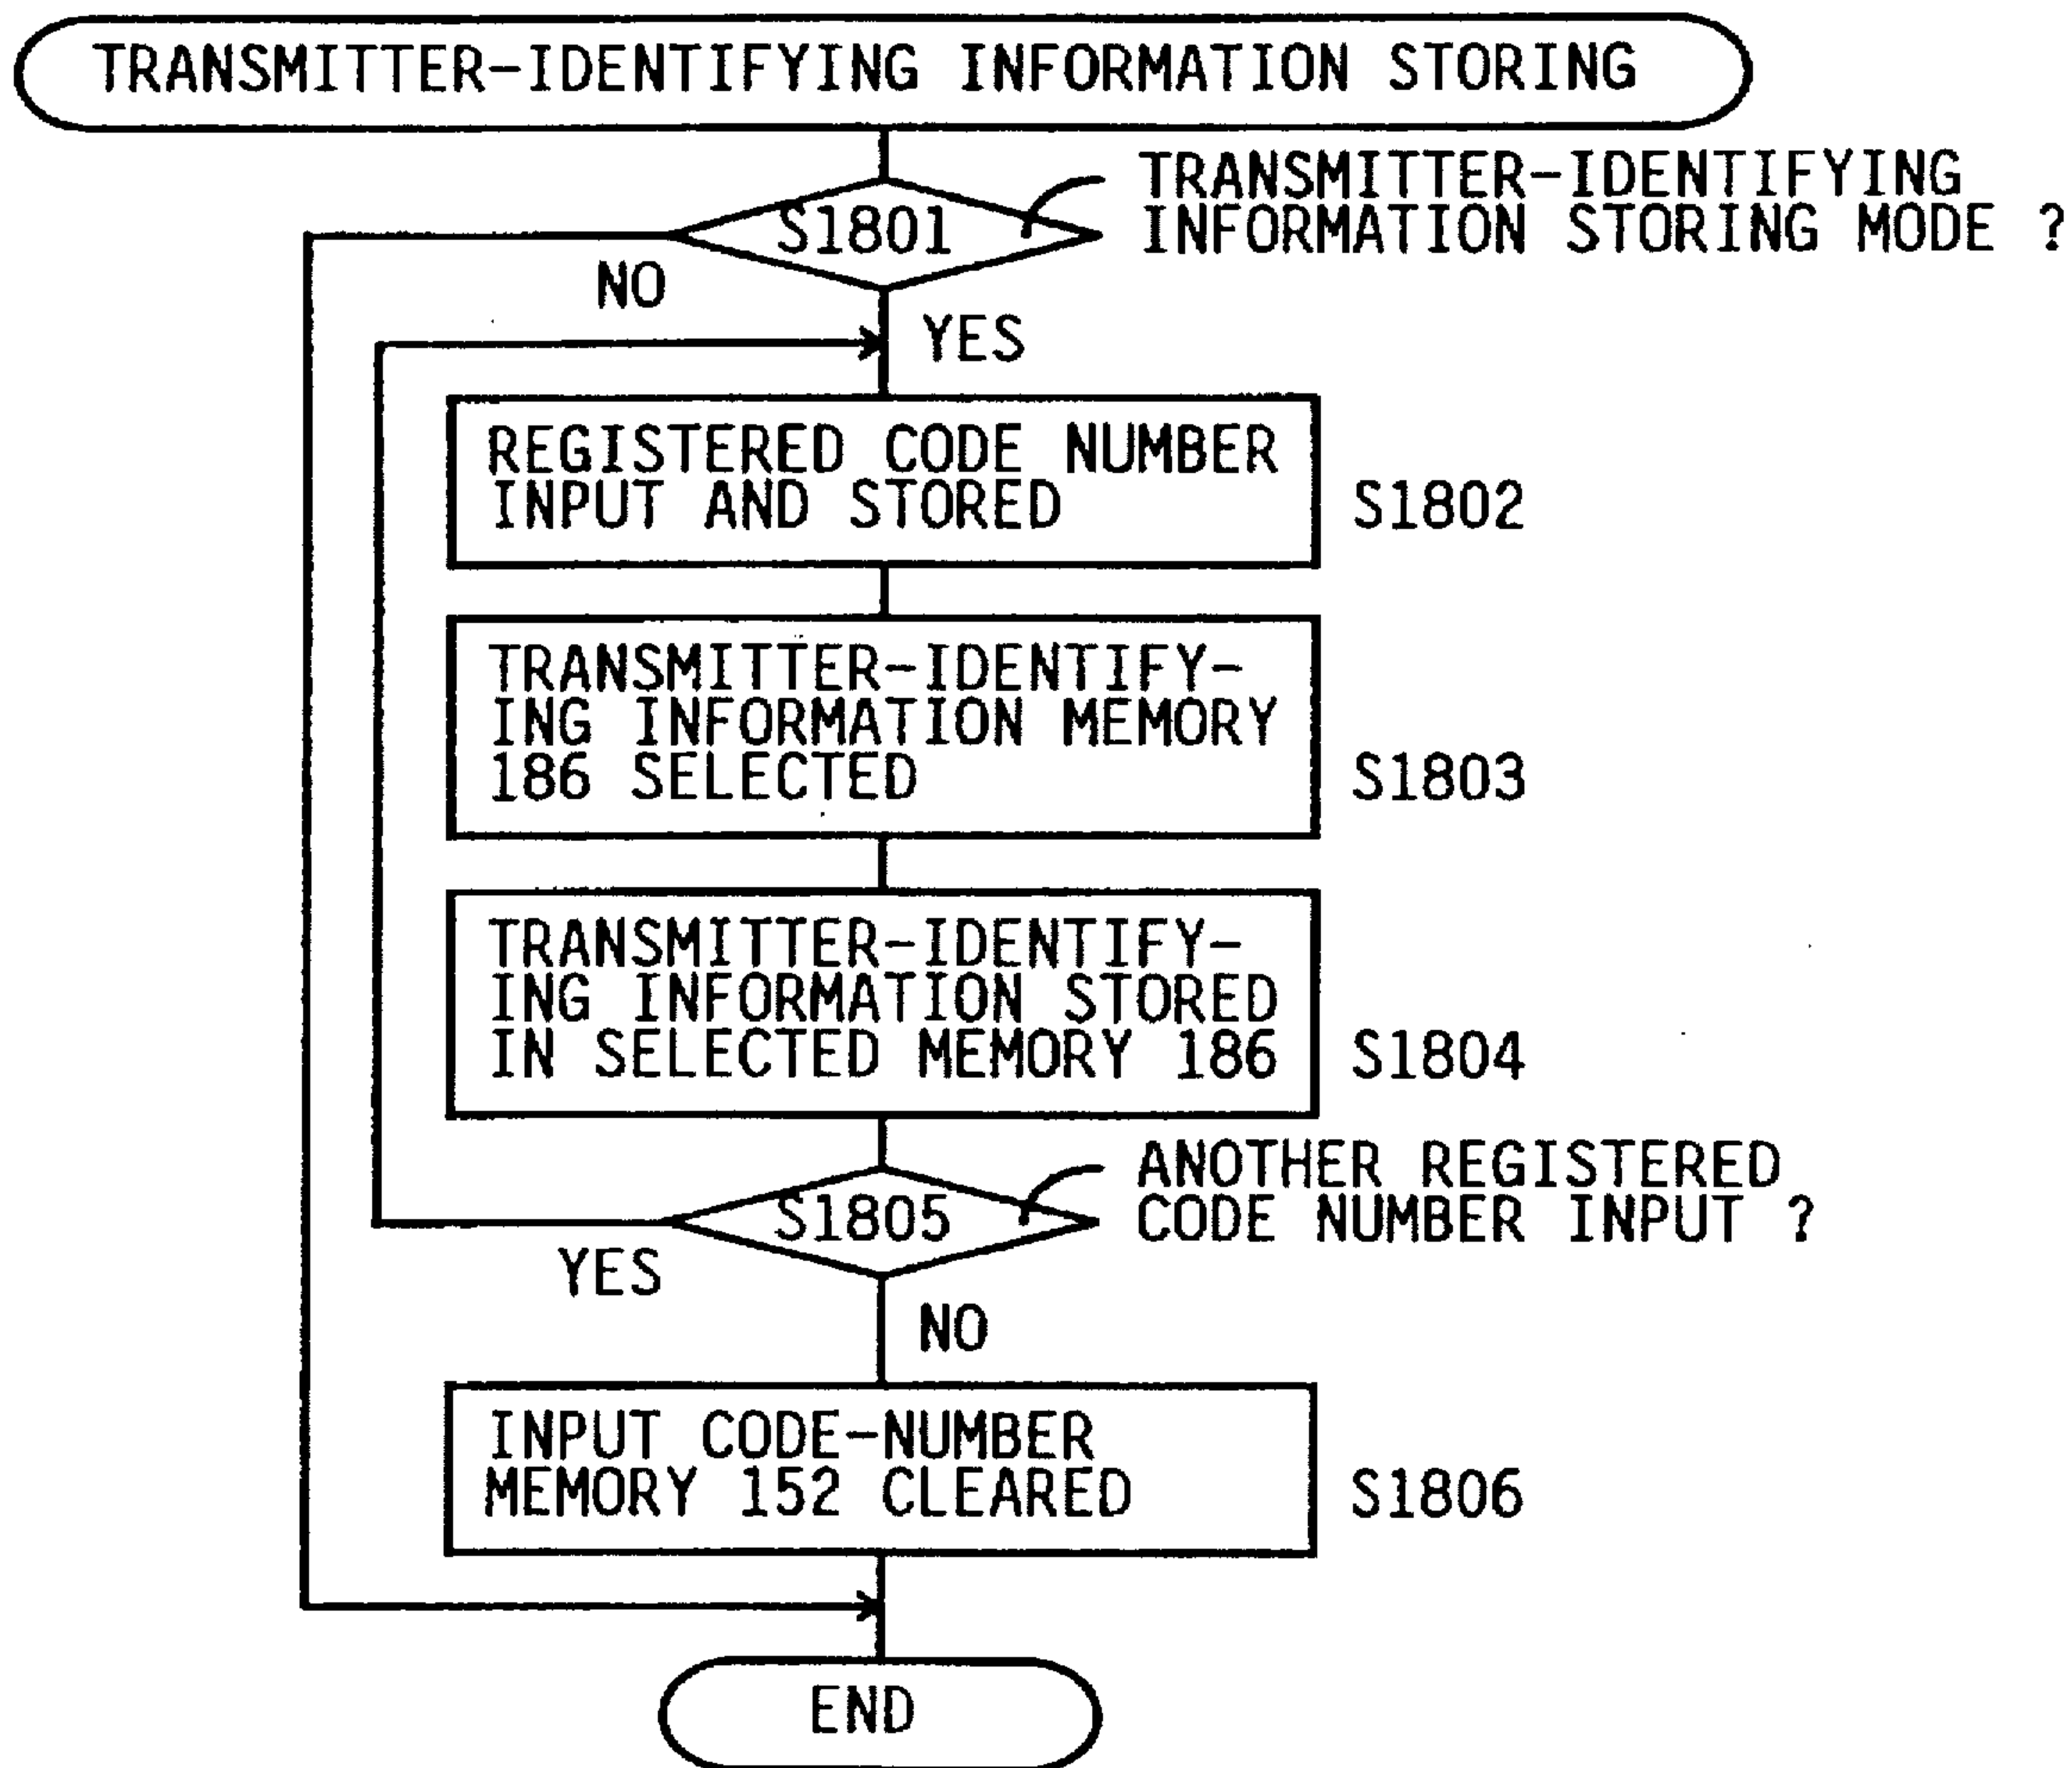 TRANSMITTER-IDENTIFYING INFORMATION STORING
TRANSMITTER-IDENTIFYING
INFORMATION STORING MODE ?
S1801
NO
YES
REGISTERED CODE NUMBER
INPUT AND STORED
S1802
TRANSMITTER-IDENTIFY-
ING INFORMATION MEMORY
186 SELECTED
S1803
TRANSMITTER-IDENTIFY-
ING INFORMATION STORED
IN SELECTED MEMORY 186
S1804
ANOTHER REGISTERED
CODE NUMBER INPUT ?
S1805
YES
NO
INPUT CODE-NUMBER
MEMORY 152 CLEARED
S1806
END